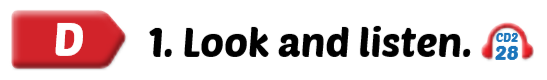 D 1. Look and listen. CD2
28